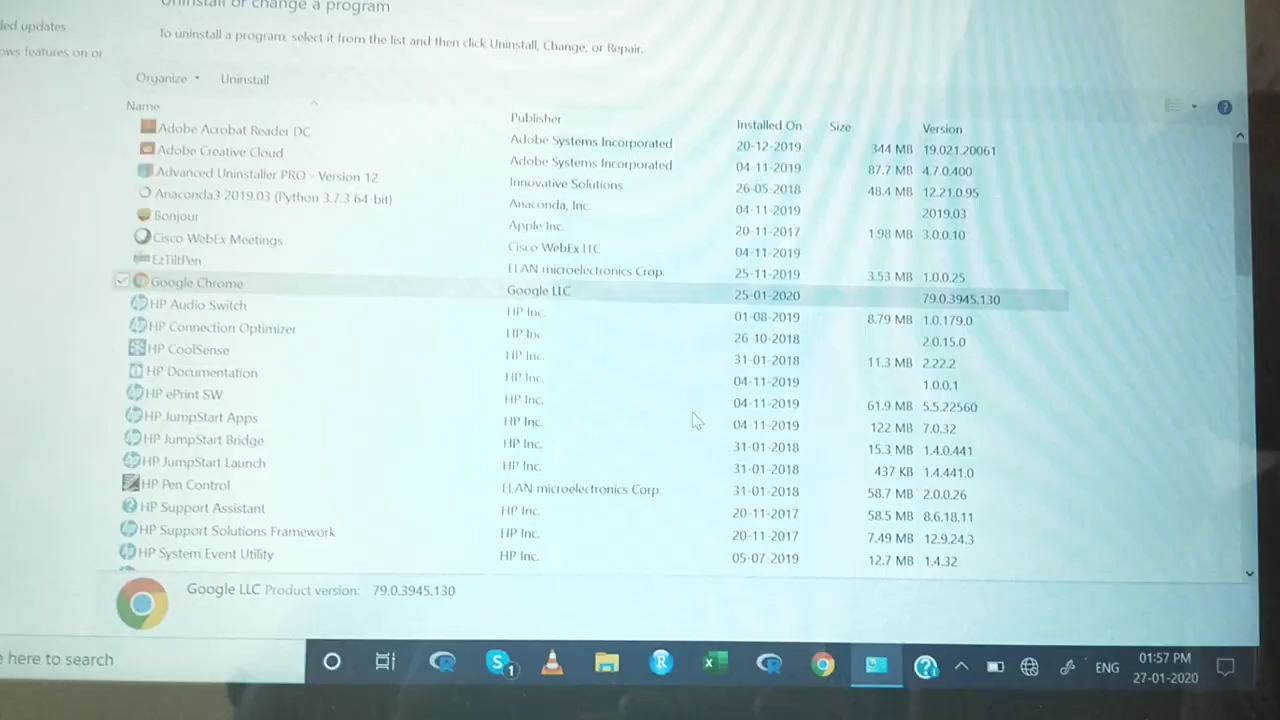 Uninstall or change a program
led updates
To uninstall a program, select it from the list and then click Uninstall, Change, or Repair.
ows features on or
Organize Uninstall
Name Publisher Installed On Size Version
Adobe Acrobat Reader DC Adobe Systems Incorporated 20-12-2019 344 MB 19.021.20061
Adobe Creative Cloud Adobe Systems Incorporated 04-11-2019 87.7 MB 4.7.0.400
Advanced Uninstaller PRO - Version 12 Innovative Solutions 26-05-2018 48.4 MB 12.21.0.95
Anaconda3 2019.03 (Python 3.7.3 64-bit) Anaconda, Inc. 04-11-2019 2019.03
Bonjour Apple Inc. 20-11-2017 1.98 MB 3.0.0.10
Cisco WebEx Meetings Cisco WebEx LLC 04-11-2019
EzTiltPen ELAN microelectronics Crop. 25-11-2019 3.53 MB 1.0.0.25
Google Chrome Google LLC 25-01-2020 79.0.3945.130
HP Audio Switch HP Inc. 01-08-2019 8.79 MB 1.0.179.0
HP Connection Optimizer HP Inc. 26-10-2018 2.0.15.0
HP CoolSense HP Inc. 31-01-2018 11.3 MB 2.22.2
HP Documentation HP Inc. 04-11-2019 1.0.0.1
HP ePrint SW HP Inc. 04-11-2019 61.9 MB 5.5.22560
HP JumpStart Apps HP Inc. 04-11-2019 122 MB 7.0.32
HP JumpStart Bridge HP Inc. 31-01-2018 15.3 MB 1.4.0.441
HP JumpStart Launch HP Inc. 31-01-2018 437 KB 1.4.441.0
HP Pen Control ELAN microelectronics Corp. 31-01-2018 58.7 MB 2.0.0.26
HP Support Assistant HP Inc. 20-11-2017 58.5 MB 8.6.18.11
HP Support Solutions Framework HP Inc. 20-11-2017 7.49 MB 12.9.24.3
HP System Event Utility HP Inc. 05-07-2019 12.7 MB 1.4.32
Google LLC Product version: 79.0.3945.130
e here to search
1
ENG
01:57 PM
27-01-2020